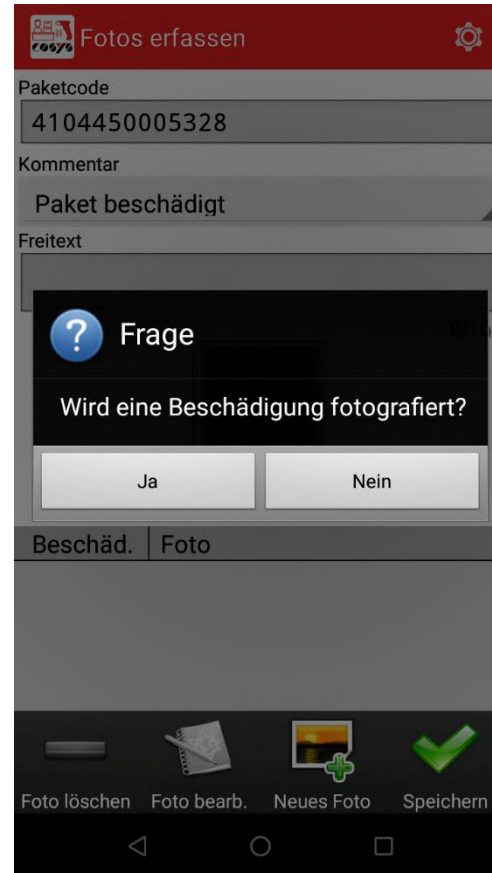 COSYS
Fotos erfassen
Paketcode
4104450005328
Kommentar
Paket beschädigt
Freitext
Frage
Wird eine Beschädigung fotografiert?
Ja
Nein
Beschäd.
Foto
Foto löschen
Foto bearb.
Neues Foto
Speichern